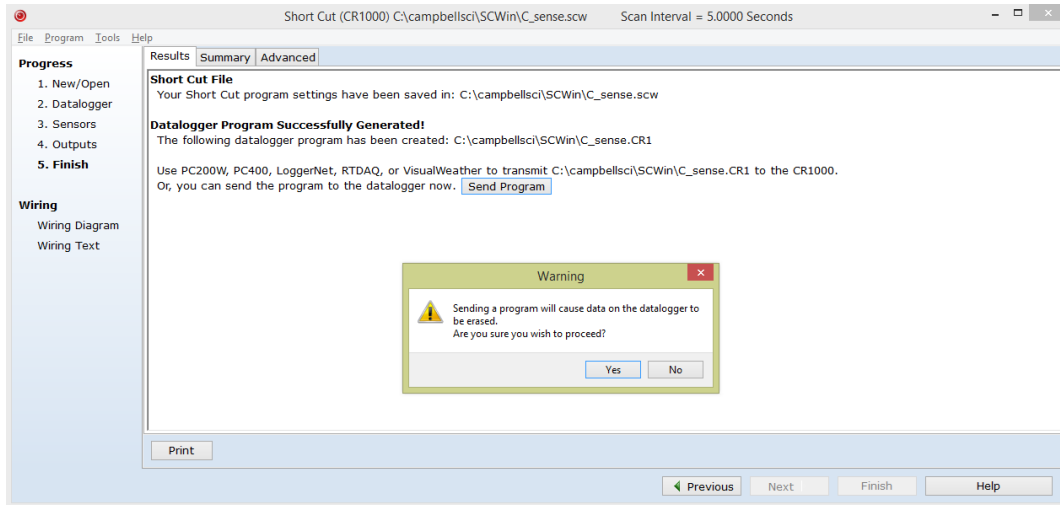 Short Cut (CR1000) C:\campbellsci\SCWin\C_sense.scw Scan Interval = 5.0000 Seconds
File Program Tools Help
Progress
1. New/Open
2. Datalogger
3. Sensors
4. Outputs
5. Finish
Wiring
Wiring Diagram
Wiring Text
Results Summary Advanced
Short Cut File
Your Short Cut program settings have been saved in: C:\campbellsci\SCWin\C_sense.scw
Datalogger Program Successfully Generated!
The following datalogger program has been created: C:\campbellsci\SCWin\C_sense.CR1
Use PC200W, PC400, LoggerNet, RTDAQ, or VisualWeather to transmit C:\campbellsci\SCWin\C_sense.CR1 to the CR1000.
Or, you can send the program to the datalogger now. Send Program
Warning
Sending a program will cause data on the datalogger to
be erased.
Are you sure you wish to proceed?
Yes No
Print
Previous Next Finish Help